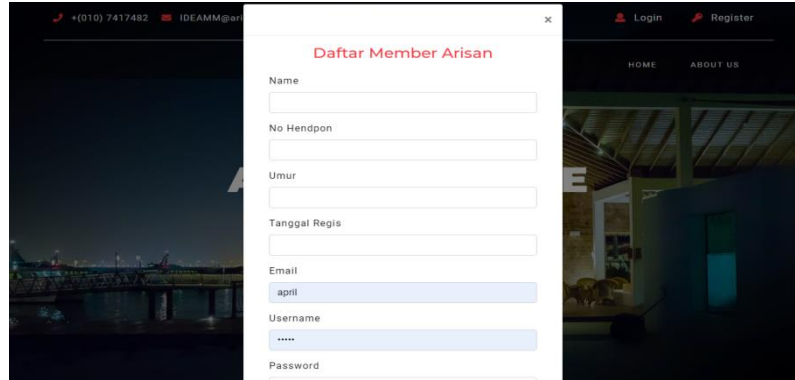 +(010) 7417482 IDEAMM@ari
Login Register
×
HOME ABOUT US
Daftar Member Arisan
Name
No Hendpon
Umur
Tanggal Regis
Email
april
Username
•••••
Password
A
E